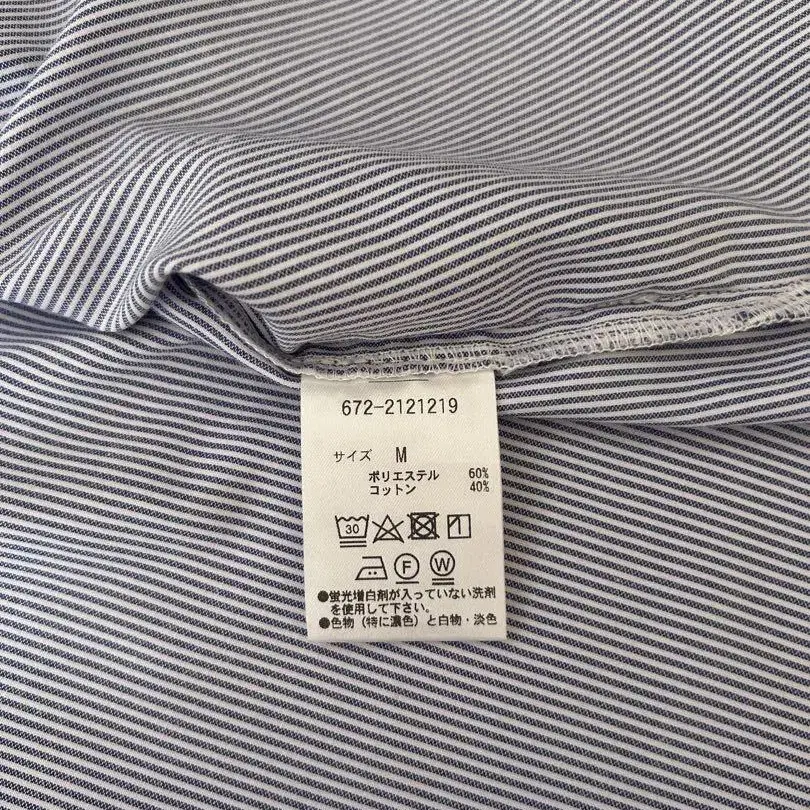 672-2121219
サイズ M
ポリエステル 60%
コットン 40%
30
F W
●蛍光増白剤が入っていない洗剤
を使用して下さい。
●色物（特に濃色）と白物・淡色